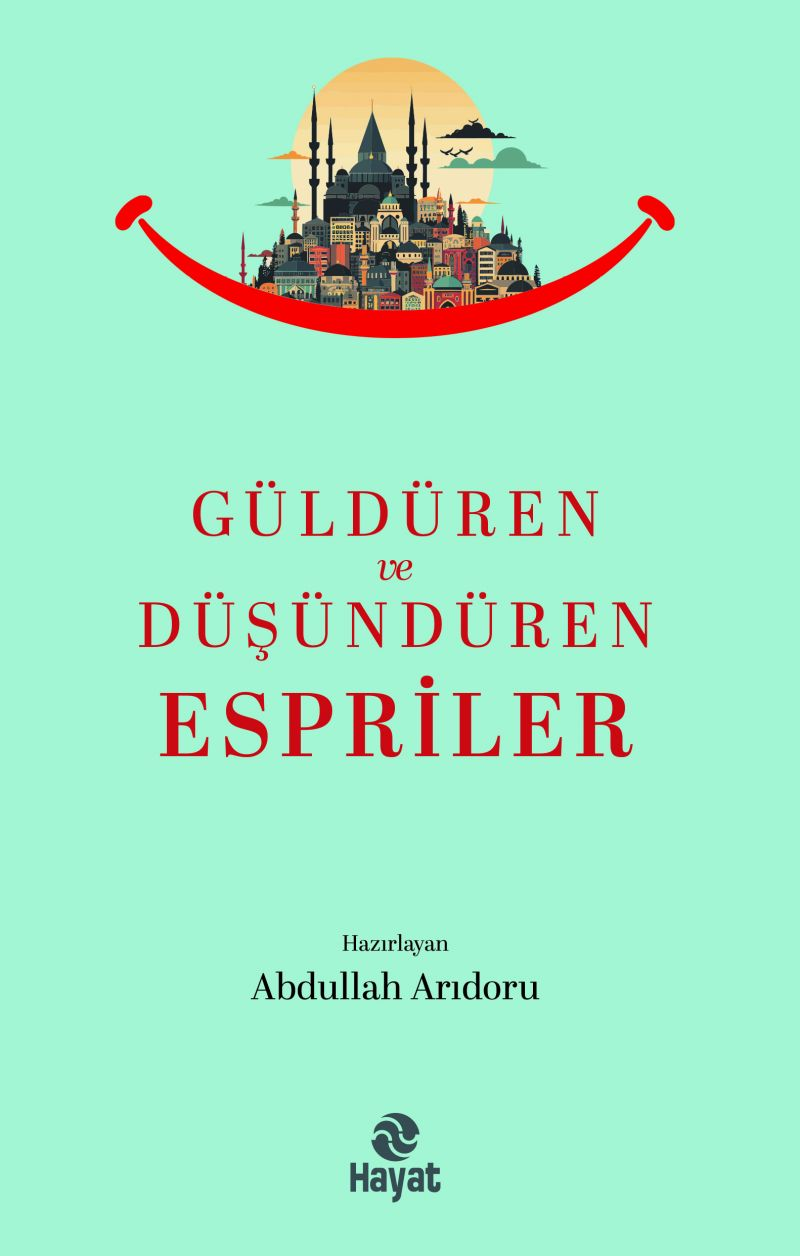 GÜLDÜREN
ve
DÜŞÜNDÜREN
ESPRİLER
Hazırlayan
Abdullah Arıdoru
Hayat